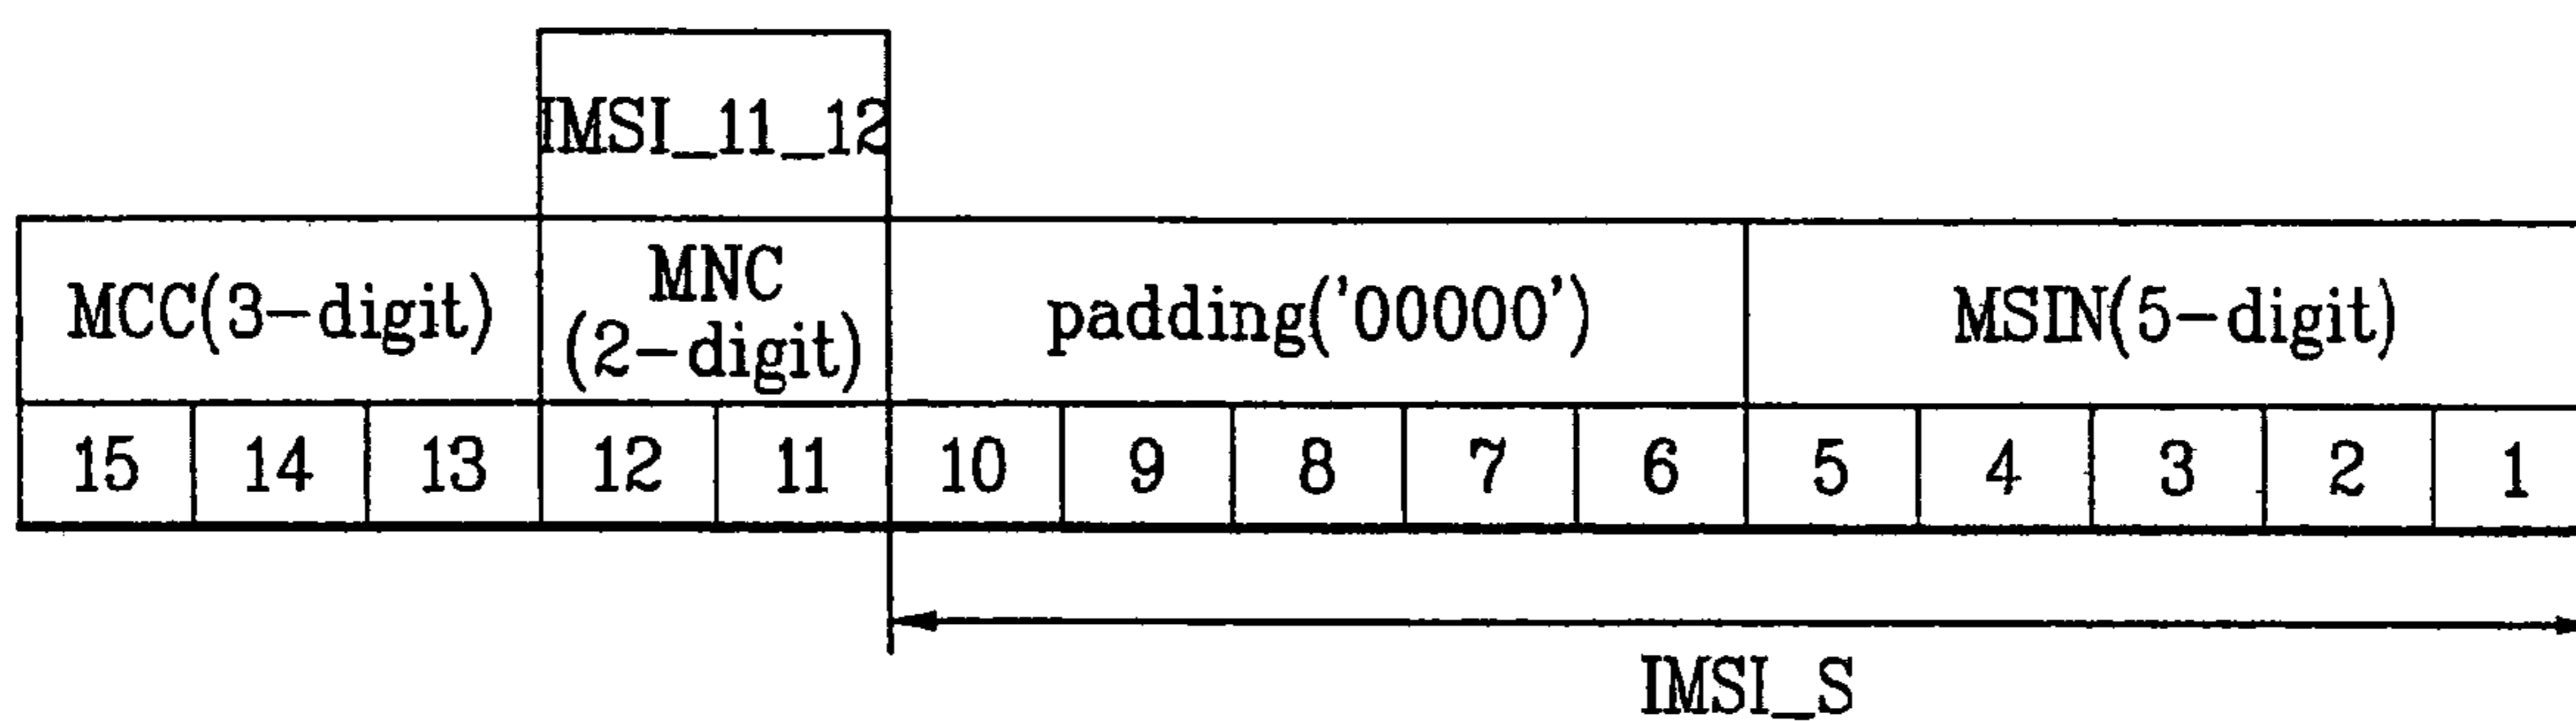 IMSI_11_12
MCC(3-digit) MNC (2-digit) padding('00000') MSIN(5-digit)
15 14 13 12 11 10 9 8 7 6 5 4 3 2 1
IMSI_S